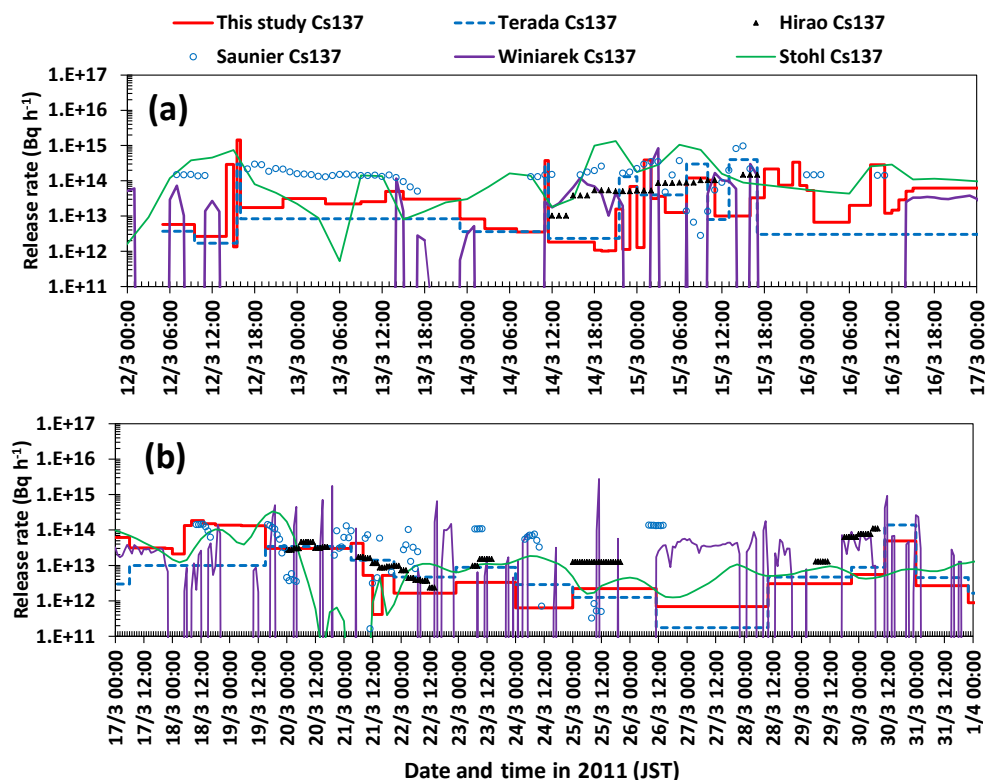 This study Cs137 Terada Cs137 Hirao Cs137
Saunier Cs137 Winiarek Cs137 Stohl Cs137
(a)
Release rate (Bq h⁻¹)
1.E+17
1.E+16
1.E+15
1.E+14
1.E+13
1.E+12
1.E+11
12/3 00:00
12/3 06:00
12/3 12:00
12/3 18:00
13/3 00:00
13/3 06:00
13/3 12:00
13/3 18:00
14/3 00:00
14/3 06:00
14/3 12:00
14/3 18:00
15/3 00:00
15/3 06:00
15/3 12:00
15/3 18:00
16/3 00:00
16/3 06:00
16/3 12:00
16/3 18:00
17/3 00:00
(b)
Release rate (Bq h⁻¹)
1.E+17
1.E+16
1.E+15
1.E+14
1.E+13
1.E+12
1.E+11
17/3 00:00
17/3 12:00
18/3 00:00
18/3 12:00
19/3 00:00
19/3 12:00
20/3 00:00
20/3 12:00
21/3 00:00
21/3 12:00
22/3 00:00
22/3 12:00
23/3 00:00
23/3 12:00
24/3 00:00
24/3 12:00
25/3 00:00
25/3 12:00
26/3 00:00
26/3 12:00
27/3 00:00
27/3 12:00
28/3 00:00
28/3 12:00
29/3 00:00
29/3 12:00
30/3 00:00
30/3 12:00
31/3 00:00
31/3 12:00
1/4 00:00
Date and time in 2011 (JST)